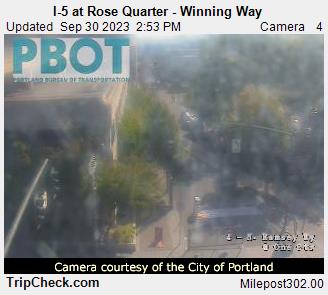 I-5 at Rose Quarter - Winning Way
Updated Sep 30 2023 2:53 PM Camera 4
PBOT
PORTLAND BUREAU OF TRANSPORTATION
Camera courtesy of the City of Portland
TripCheck.com Milepost302.00